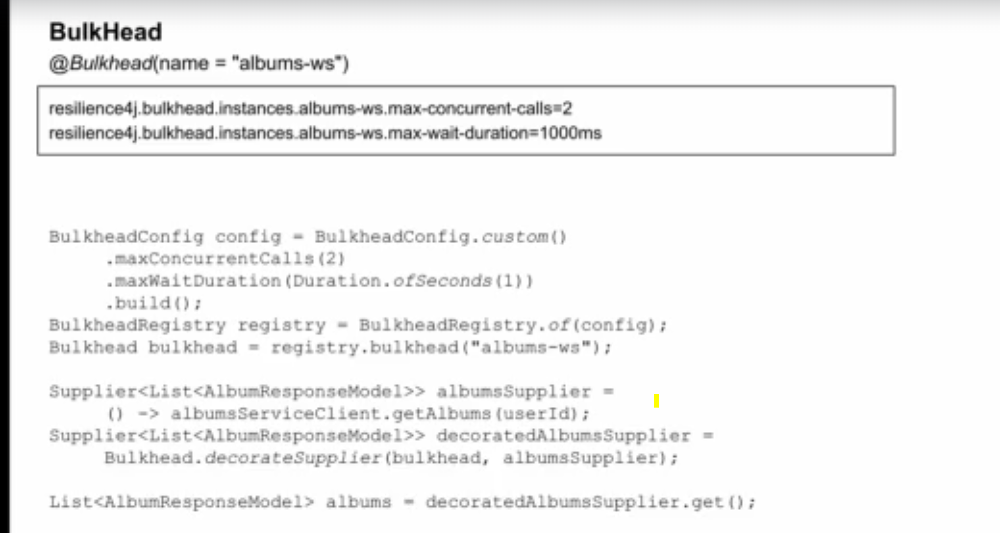 BulkHead
@Bulkhead(name = "albums-ws")
resilience4j.bulkhead.instances.albums-ws.max-concurrent-calls=2
resilience4j.bulkhead.instances.albums-ws.max-wait-duration=1000ms
BulkheadConfig config = BulkheadConfig.custom()
.maxConcurrentCalls(2)
.maxWaitDuration(Duration.ofSeconds(1))
.build();
BulkheadRegistry registry = BulkheadRegistry.of(config);
Bulkhead bulkhead = registry.bulkhead("albums-ws");
Supplier<List<AlbumResponseModel>> albumsSupplier =
() -> albumsServiceClient.getAlbums(userId);
Supplier<List<AlbumResponseModel>> decoratedAlbumsSupplier =
Bulkhead.decorateSupplier(bulkhead, albumsSupplier);
List<AlbumResponseModel> albums = decoratedAlbumsSupplier.get();